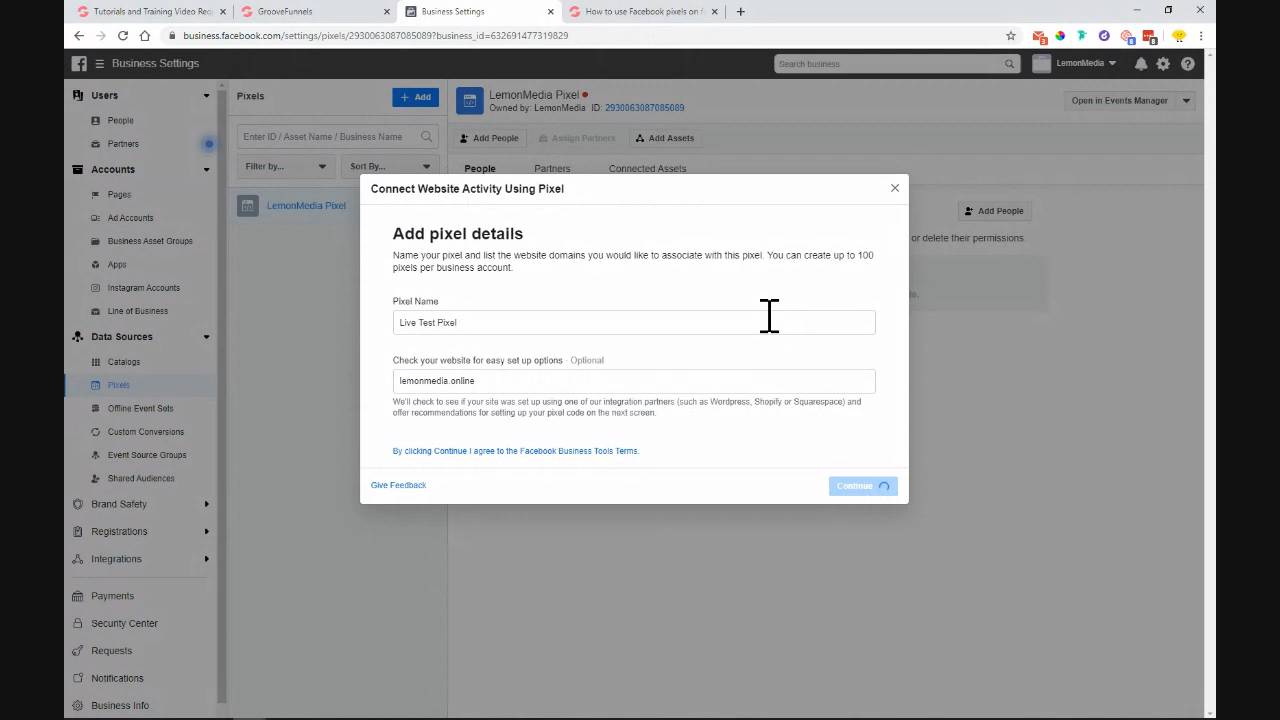 Tutorials and Training Video Req
GrooveFunnels
Business Settings
How to use Facebook pixels on f
business.facebook.com/settings/pixels/2930063087085089?business_id=632691477319829
3
8
8
Business Settings
Search business
LemonMedia
Users
People
Partners
Accounts
Pages
Ad Accounts
Business Asset Groups
Apps
Instagram Accounts
Line of Business
Data Sources
Catalogs
Pixels
Offline Event Sets
Custom Conversions
Event Source Groups
Shared Audiences
Brand Safety
Registrations
Integrations
Payments
Security Center
Requests
Notifications
Business Info
Pixels
+ Add
Enter ID / Asset Name / Business Name
Filter by...
Sort By...
LemonMedia Pixel
LemonMedia Pixel
Owned by: LemonMedia ID: 2930063087085089
Open in Events Manager
Add People
Assign Partners
Add Assets
People
Partners
Connected Assets
Add People
or delete their permissions.
Connect Website Activity Using Pixel
Add pixel details
Name your pixel and list the website domains you would like to associate with this pixel. You can create up to 100
pixels per business account.
Pixel Name
Live Test Pixel
Check your website for easy set up options · Optional
lemonmedia.online
We'll check to see if your site was set up using one of our integration partners (such as Wordpress, Shopify or Squarespace) and
offer recommendations for setting up your pixel code on the next screen.
By clicking Continue I agree to the Facebook Business Tools Terms.
Give Feedback
Continue